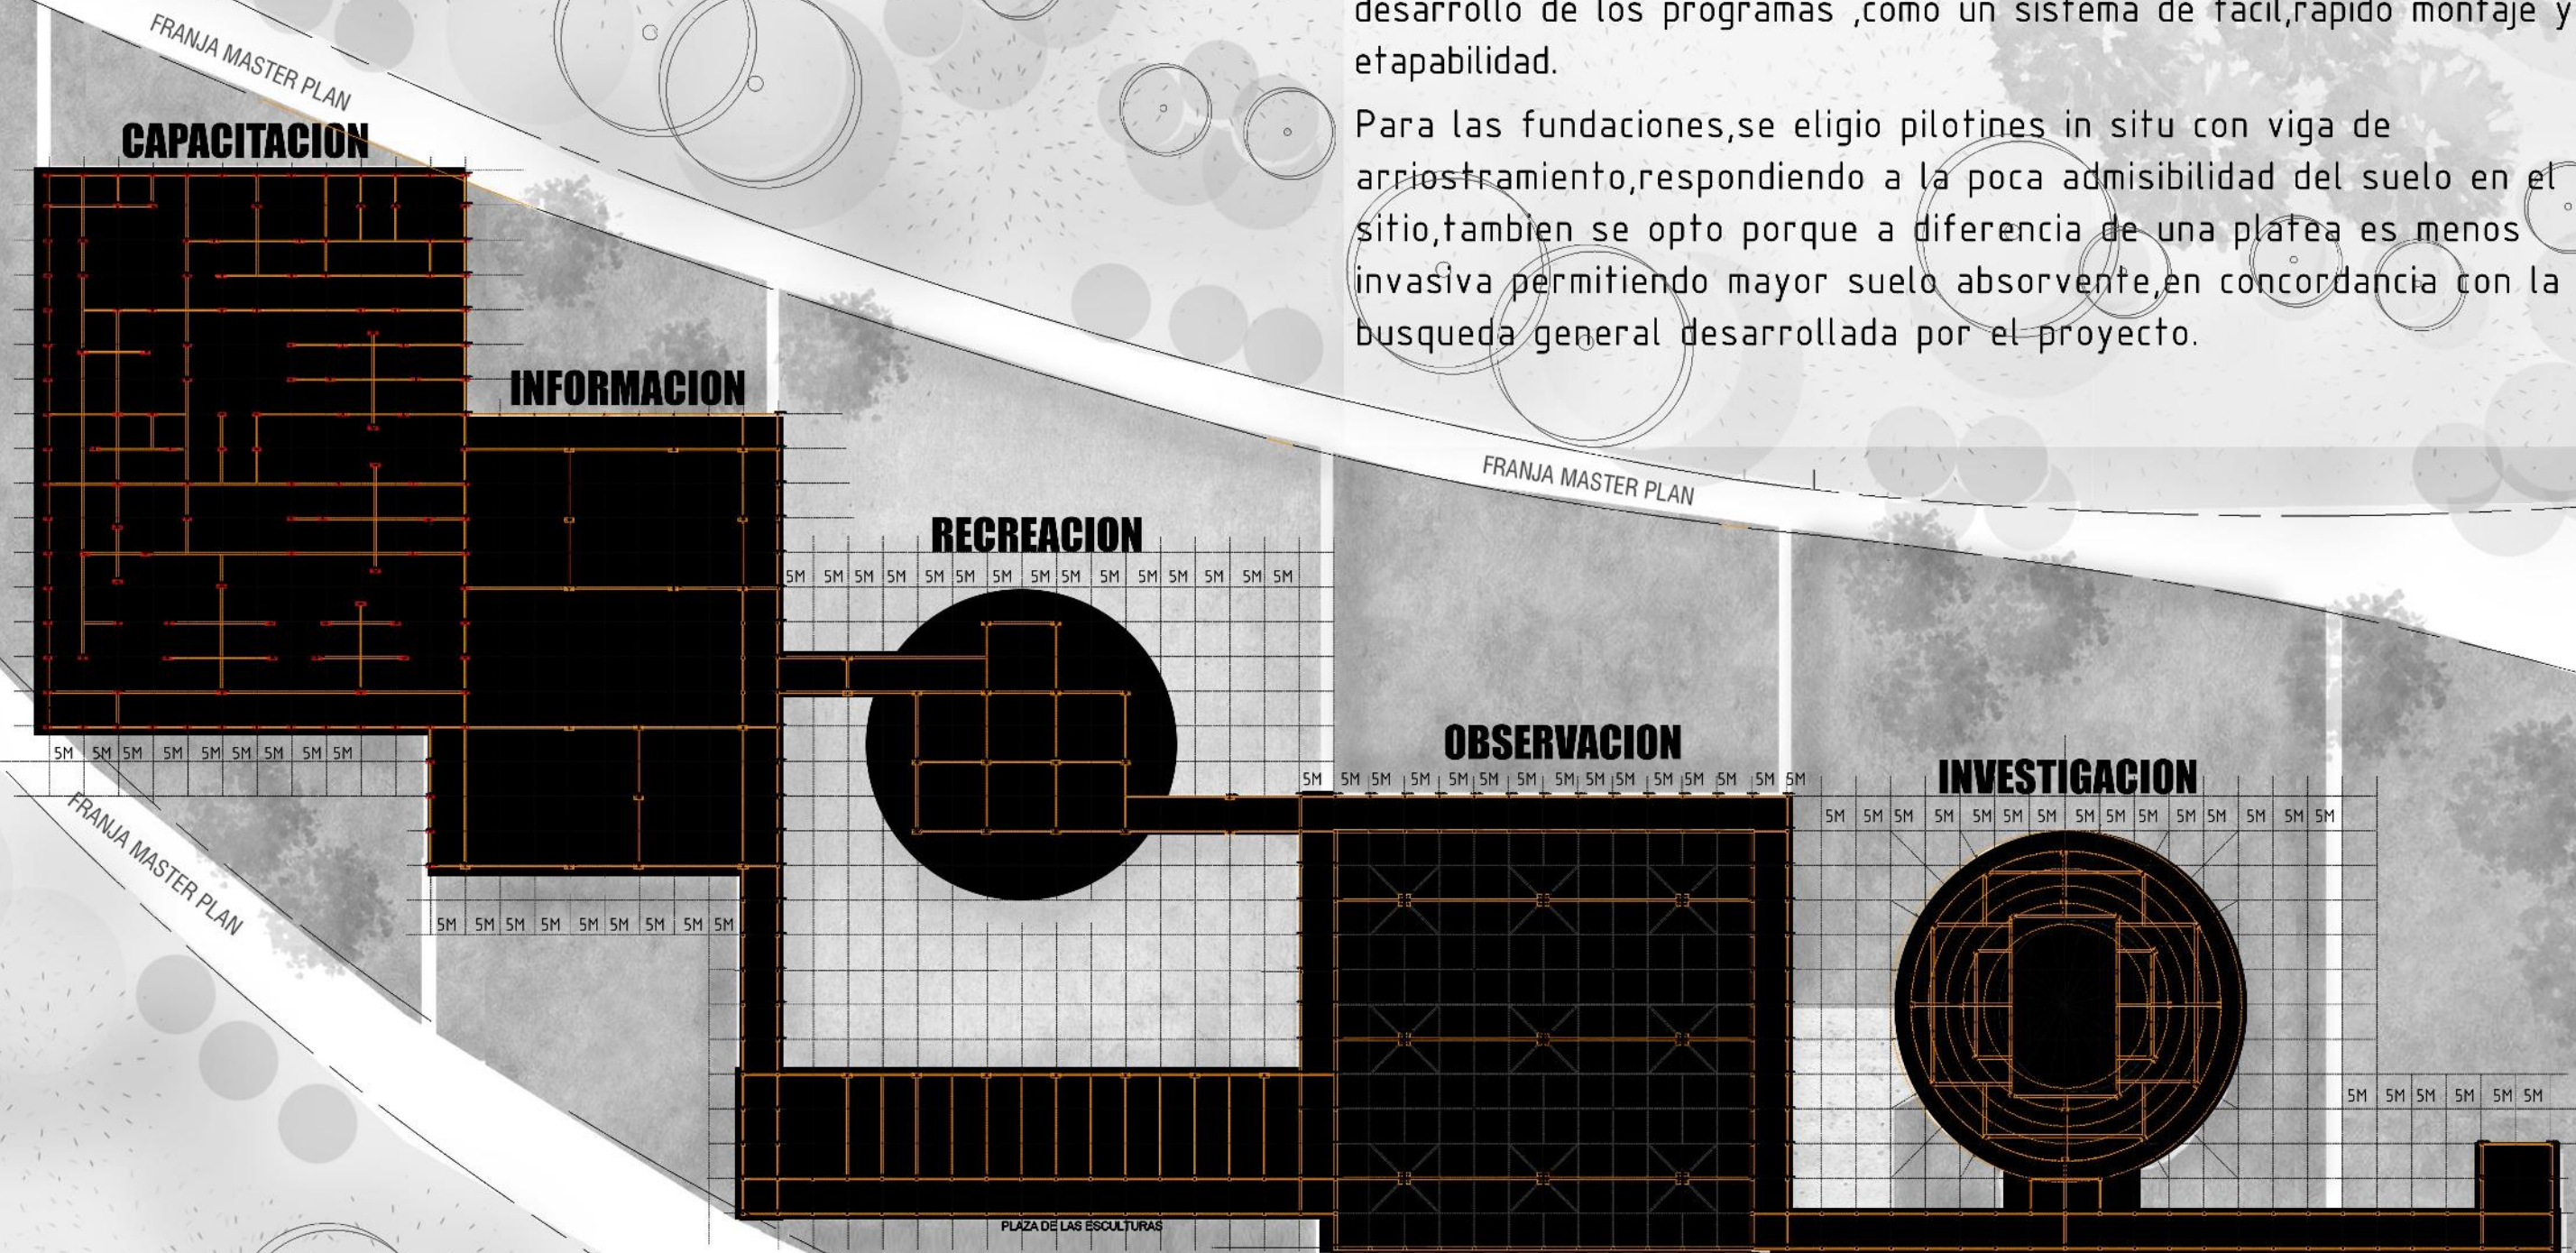 desarrollo de los programas ,como un sistema de facil,rapido montaje y
etapabilidad.
Para las fundaciones,se eligio pilotines in situ con viga de
arriostramiento,respondiendo a la poca admisibilidad del suelo en el
sitio,tambien se opto porque a diferencia de una platea es menos
invasiva permitiendo mayor suelo absorvente,en concordancia con la
busqueda general desarrollada por el proyecto.
FRANJA MASTER PLAN
CAPACITACION
INFORMACION
FRANJA MASTER PLAN
RECREACION
5M 5M 5M 5M 5M 5M 5M 5M 5M 5M 5M 5M 5M 5M 5M
OBSERVACION
5M 5M 5M 5M 5M 5M 5M 5M 5M 5M 5M 5M 5M 5M 5M
5M 5M 5M 5M 5M 5M 5M 5M 5M
INVESTIGACION
5M 5M 5M 5M 5M 5M 5M 5M 5M 5M 5M 5M 5M 5M
FRANJA MASTER PLAN
5M 5M 5M 5M 5M 5M 5M 5M 5M
5M 5M 5M 5M 5M 5M
PLAZA DE LAS ESCULTURAS